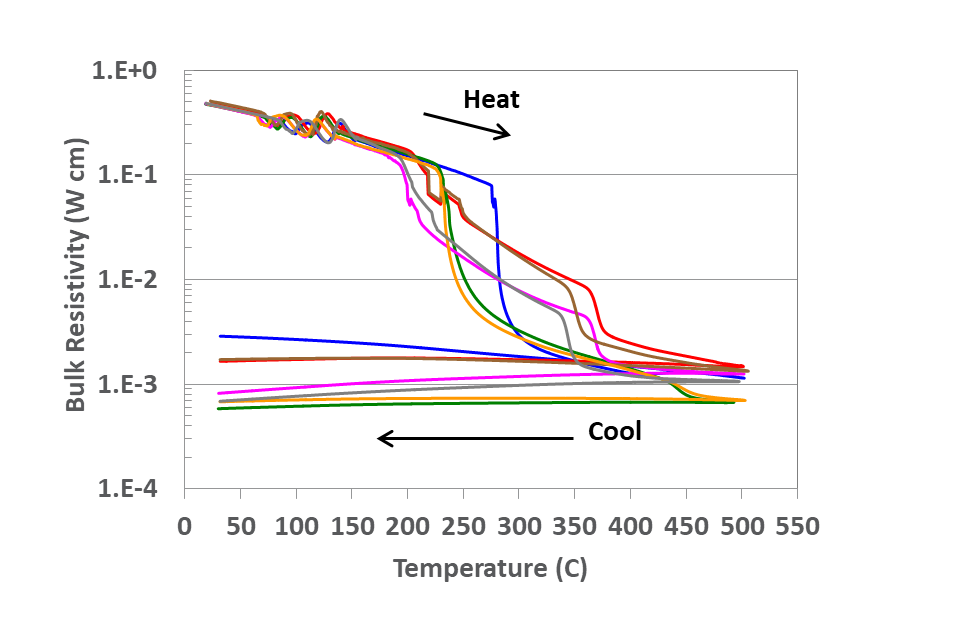 1.E+0
Heat
1.E-1
1.E-2
1.E-3
1.E-4
Bulk Resistivity (W cm)
Cool
0 50 100 150 200 250 300 350 400 450 500 550
Temperature (C)